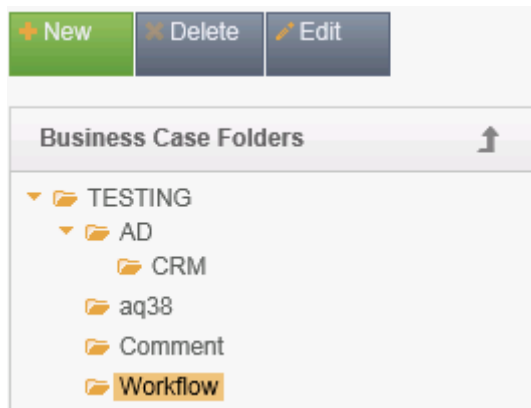 New Delete Edit
Business Case Folders
TESTING
AD
CRM
aq38
Comment
Workflow